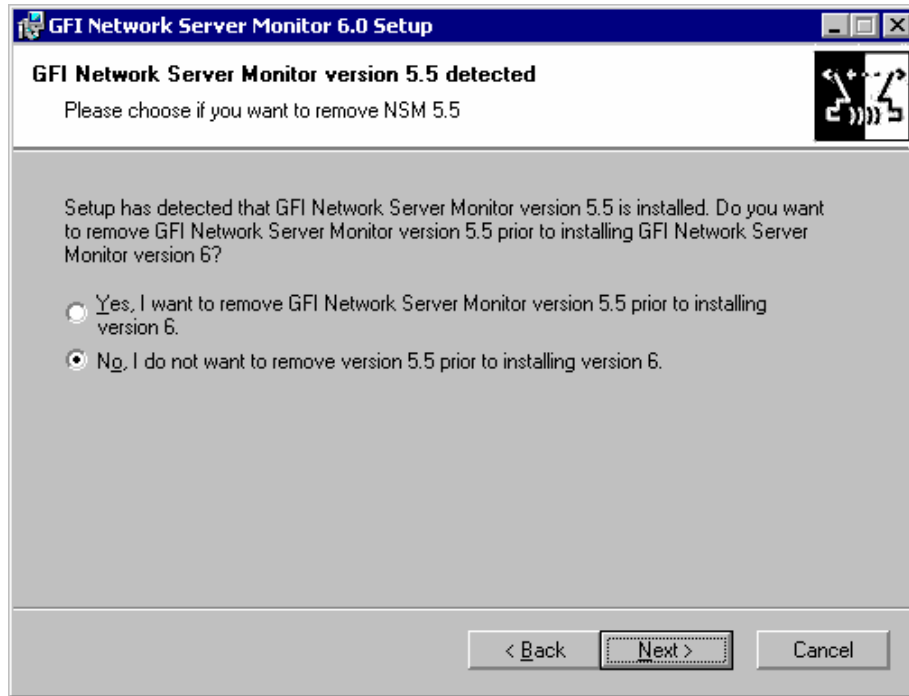 GFI Network Server Monitor 6.0 Setup
GFI Network Server Monitor version 5.5 detected
Please choose if you want to remove NSM 5.5
Setup has detected that GFI Network Server Monitor version 5.5 is installed. Do you want
to remove GFI Network Server Monitor version 5.5 prior to installing GFI Network Server
Monitor version 6?
Yes, I want to remove GFI Network Server Monitor version 5.5 prior to installing
version 6.
No, I do not want to remove version 5.5 prior to installing version 6.
< Back
Next >
Cancel